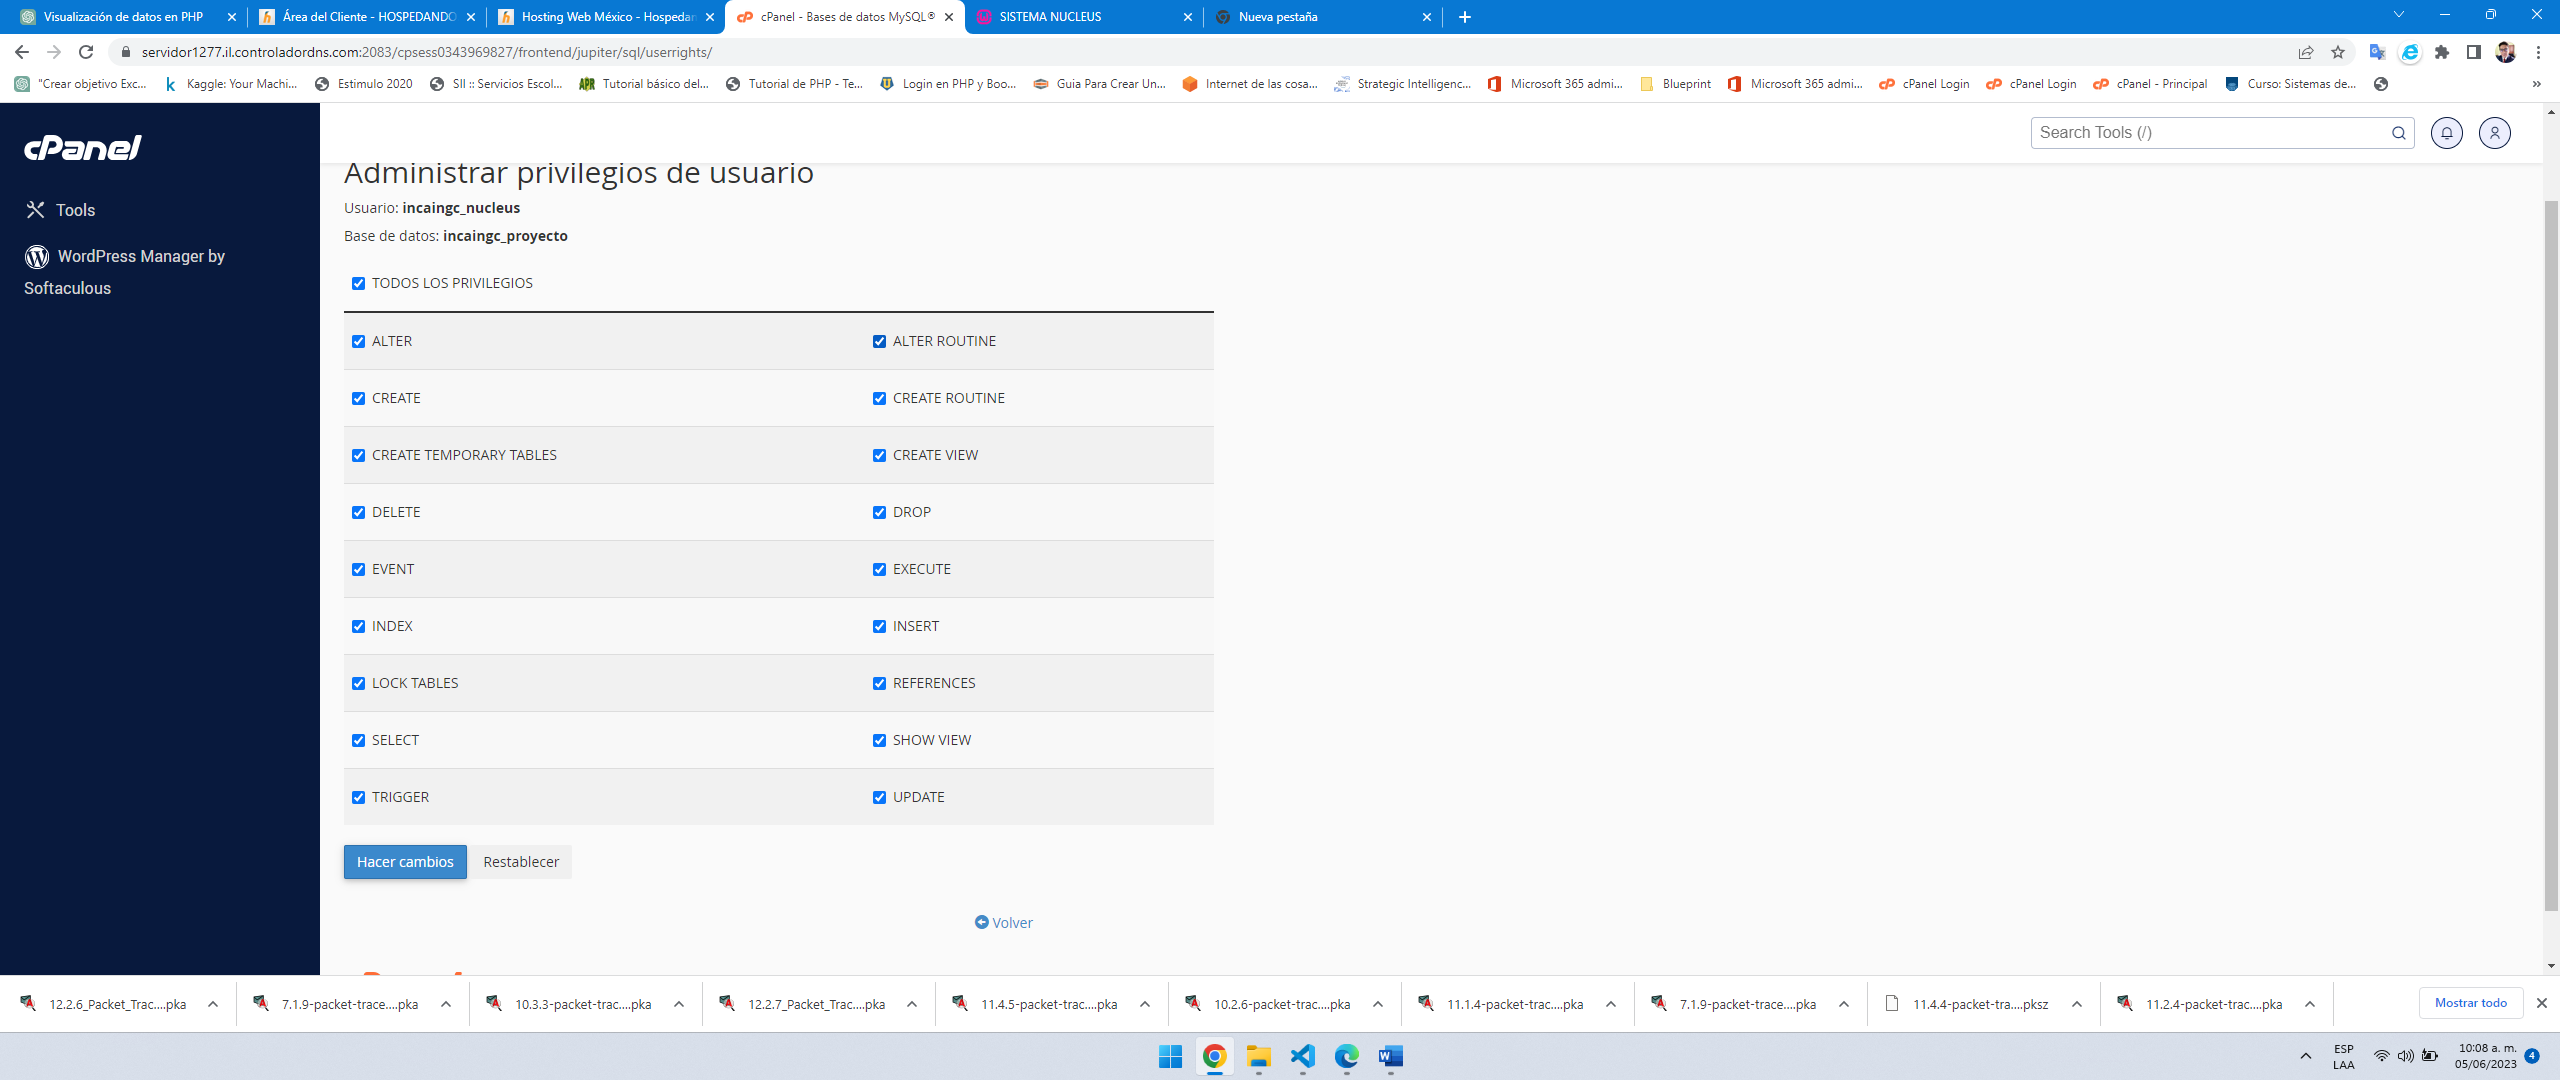 Visualización de datos en PHP
Área del Cliente - HOSPEDANDO
Hosting Web México - Hospedan
cPanel - Bases de datos MySQL®
SISTEMA NUCLEUS
Nueva pestaña
servidor1277.il.controladordns.com:2083/cpsess0343969827/frontend/jupiter/sql/userrights/
"Crear objetivo Exc...
Kaggle: Your Machi...
Estimulo 2020
SII :: Servicios Escol...
Tutorial básico del...
Tutorial de PHP - Te...
Login en PHP y Boo...
Guia Para Crear Un...
Internet de las cosa...
Strategic Intelligenc...
Microsoft 365 admi...
Blueprint
Microsoft 365 admi...
cPanel Login
cPanel Login
cPanel - Principal
Curso: Sistemas de...
»
cPanel
Search Tools (/)
Tools
WordPress Manager by
Softaculous
Administrar privilegios de usuario
Usuario: incaingc_nucleus
Base de datos: incaingc_proyecto
TODOS LOS PRIVILEGIOS
ALTER
ALTER ROUTINE
CREATE
CREATE ROUTINE
CREATE TEMPORARY TABLES
CREATE VIEW
DELETE
DROP
EVENT
EXECUTE
INDEX
INSERT
LOCK TABLES
REFERENCES
SELECT
SHOW VIEW
TRIGGER
UPDATE
Hacer cambios
Restablecer
Volver
12.2.6_Packet_Trac....pka
7.1.9-packet-trace....pka
10.3.3-packet-trac....pka
12.2.7_Packet_Trac....pka
11.4.5-packet-trac....pka
10.2.6-packet-trac....pka
11.1.4-packet-trac....pka
7.1.9-packet-trace....pka
11.4.4-packet-tra....pksz
11.2.4-packet-trac....pka
Mostrar todo
ESP
LAA
10:08 a. m.
05/06/2023
4